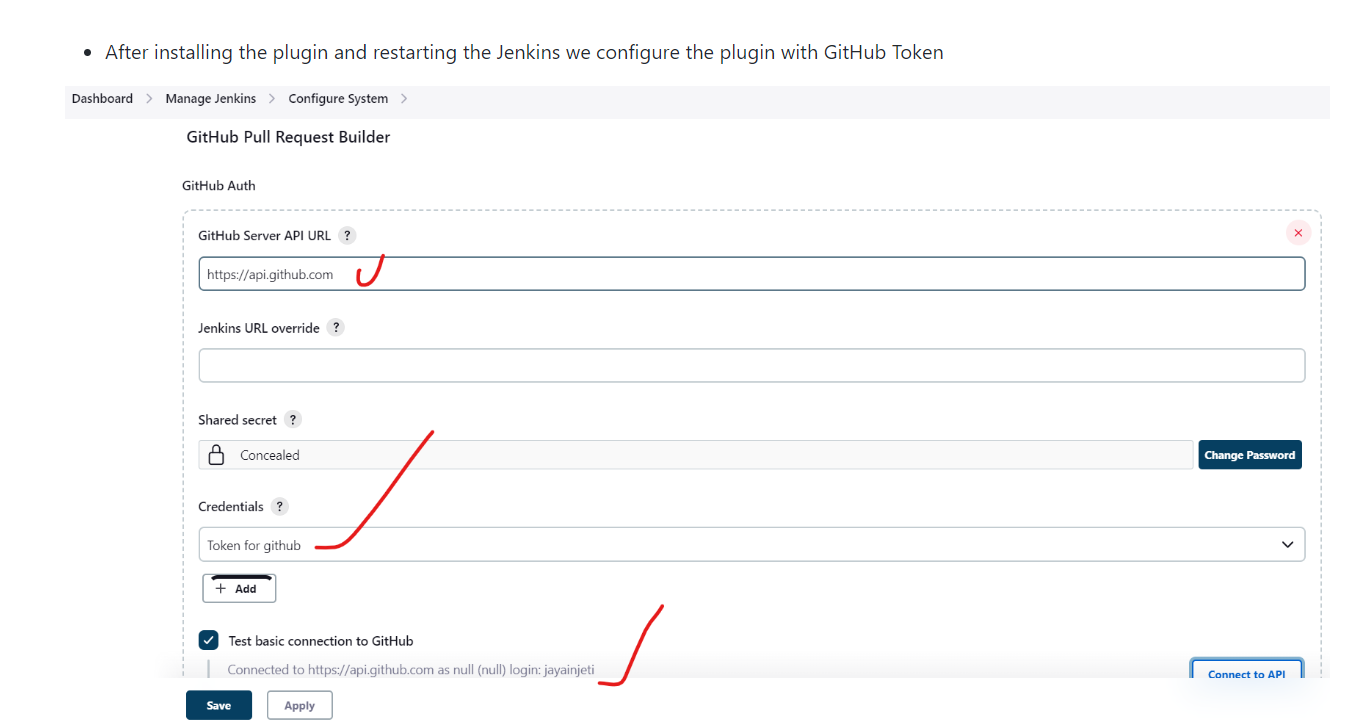 After installing the plugin and restarting the Jenkins we configure the plugin with GitHub Token
Dashboard > Manage Jenkins > Configure System >
GitHub Pull Request Builder
GitHub Auth
GitHub Server API URL ?
https://api.github.com
Jenkins URL override ?
Shared secret ?
Concealed Change Password
Credentials ?
Token for github
+ Add
Test basic connection to GitHub
Connected to https://api.github.com as null (null) login: jayainjeti
Connect to API
Save Apply